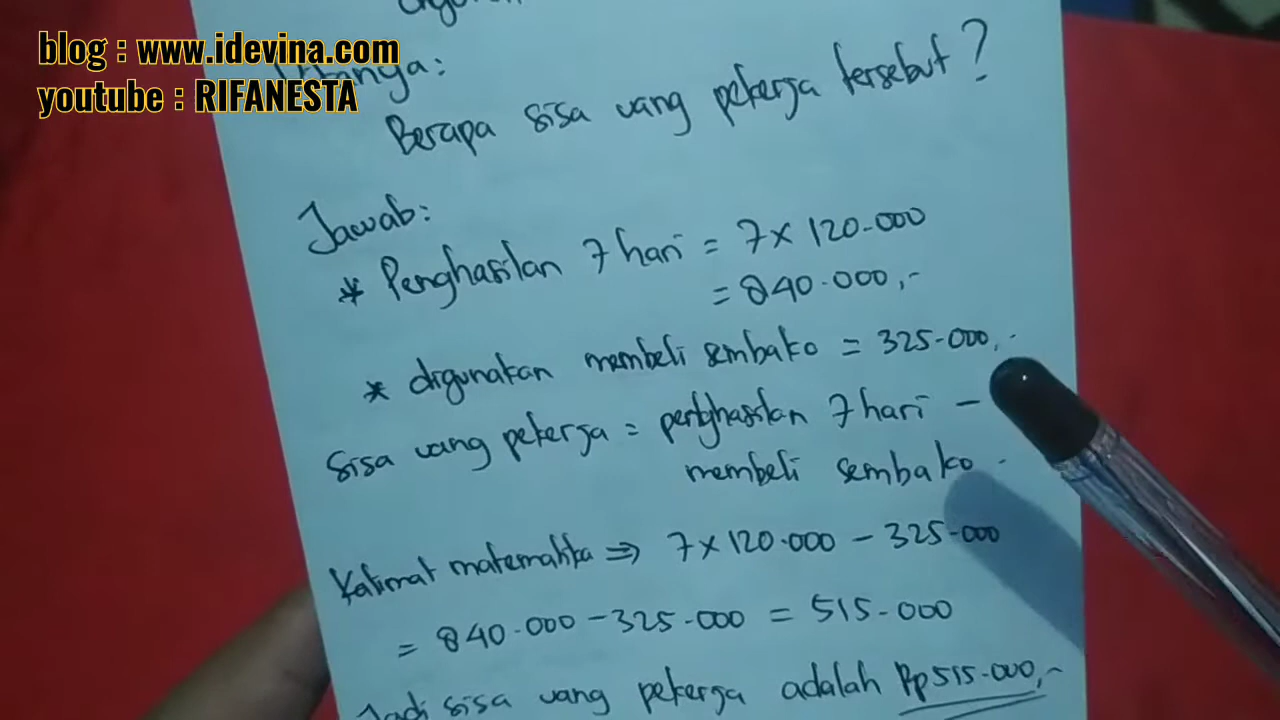 blog : www.idevina.com
youtube : RIFANESTA
Berapa sisa uang pekerja tersebut?
Jawab:
* Penghasilan 7 hari = 7 x 120.000
= 840.000,-
* digunakan membeli sembako = 325.000,-
Sisa uang pekerja = penghasilan 7 hari -
membeli sembako.
Kalimat matematika ⇒ 7 x 120.000 - 325.000
= 840.000 - 325.000 = 515.000
Jadi sisa uang pekerja adalah Rp515.000,-